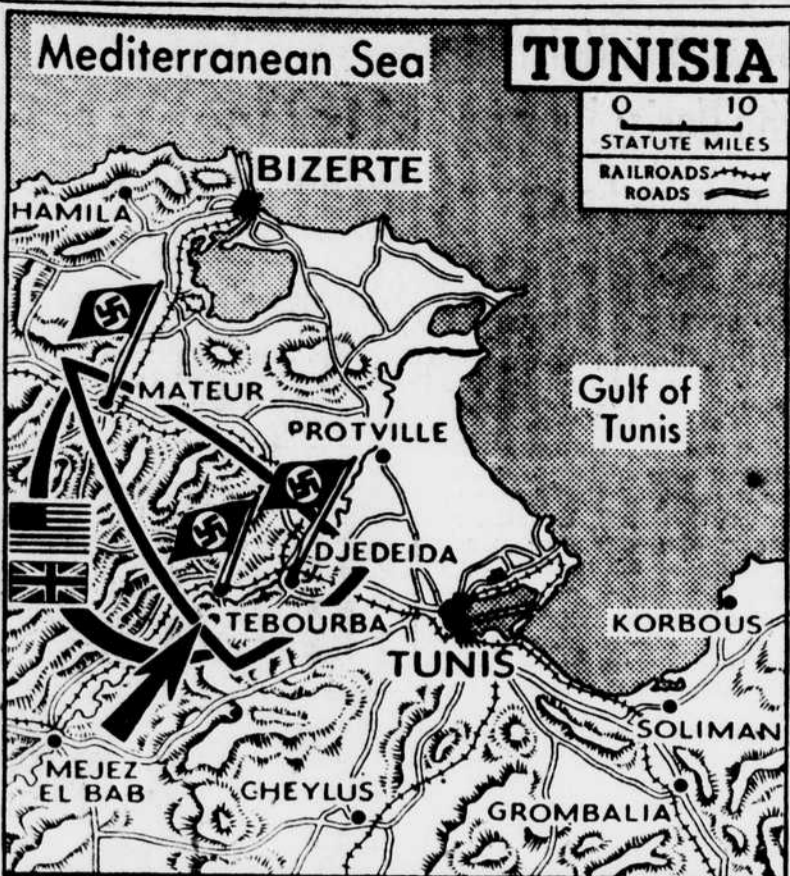 Mediterranean Sea
TUNISIA
0 10
STATUTE MILES
RAILROADS
ROADS
BIZERTE
HAMILA
MATEUR
Gulf of
Tunis
PROTVILLE
DJEDEIDA
TEBOURBA
KORBOUS
TUNIS
SOLIMAN
MEJEZ
EL BAB
CHEYLUS
GROMBALIA